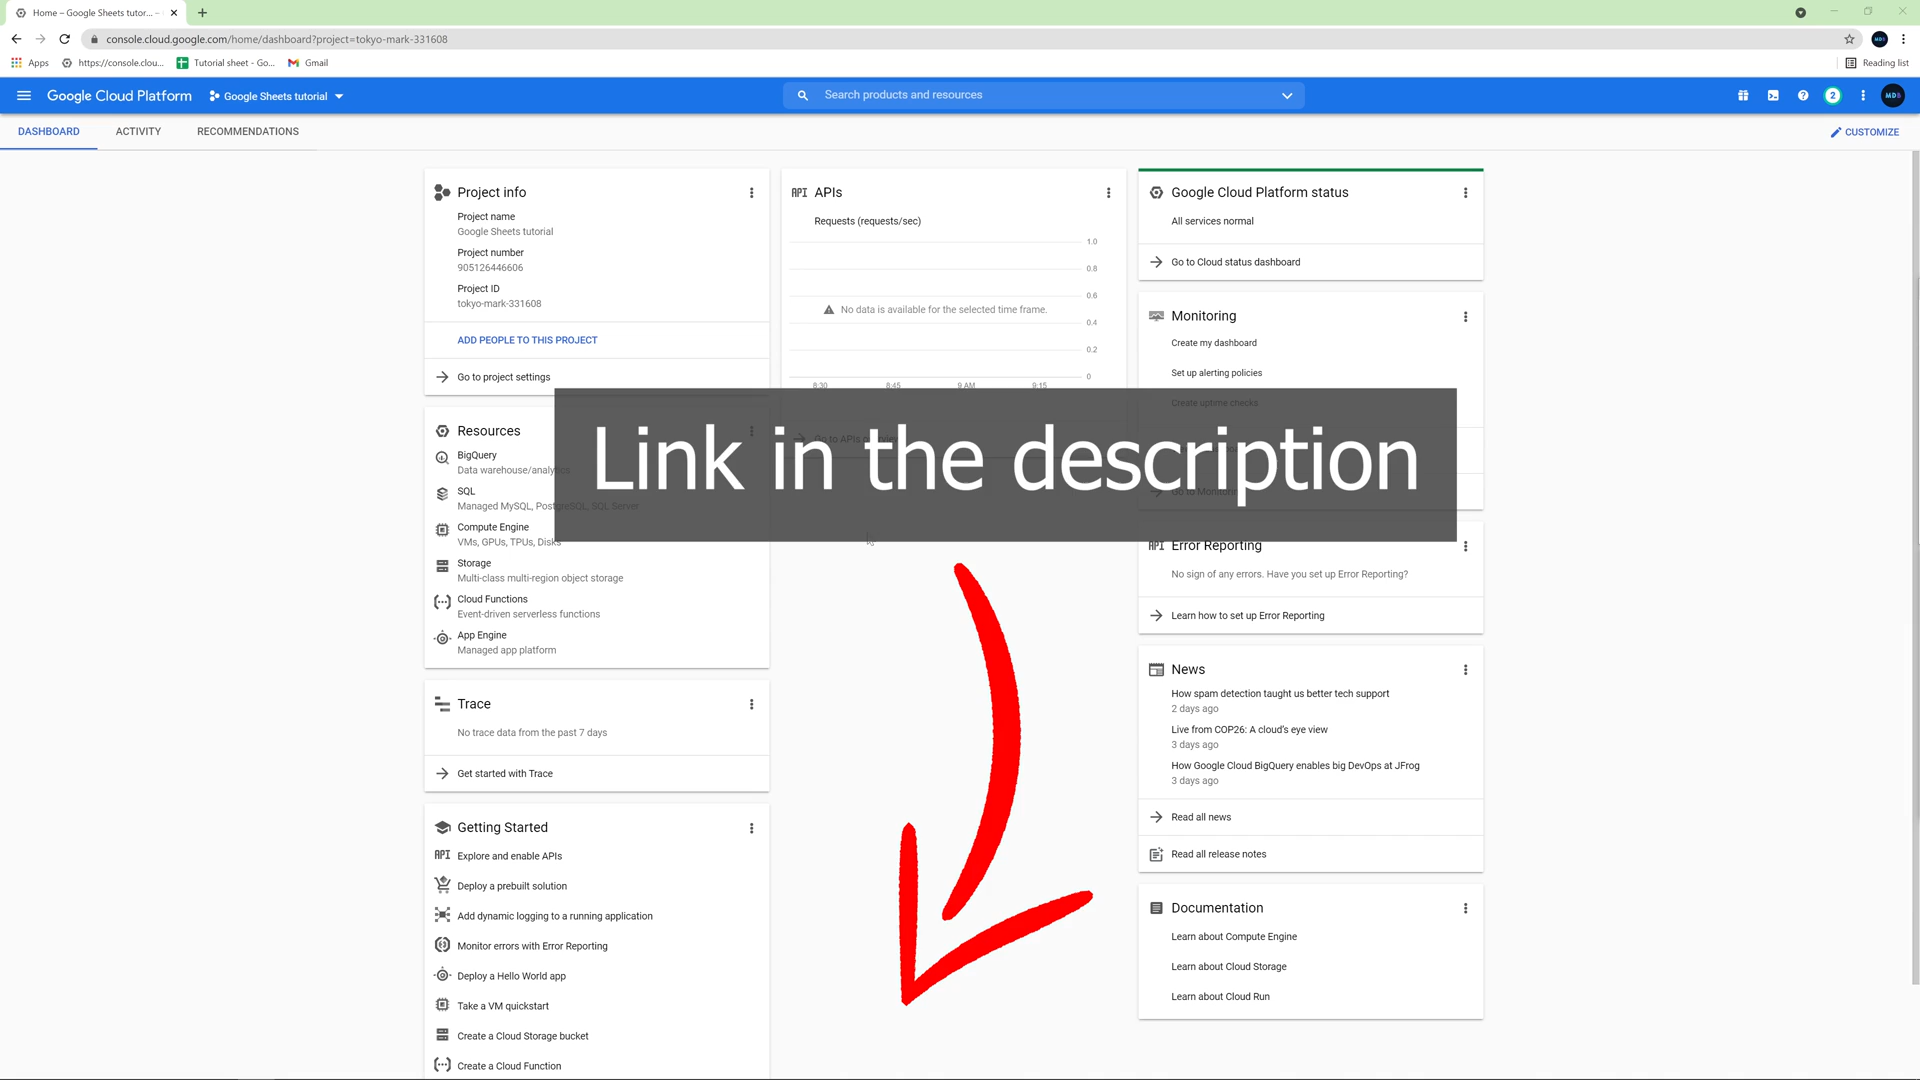 Home – Google Sheets tutor... –
console.cloud.google.com/home/dashboard?project=tokyo-mark-331608
Apps
https://console.clou...
Tutorial sheet - Go...
Gmail
Reading list
Google Cloud Platform
Google Sheets tutorial
Search products and resources
2
MDS
DASHBOARD
ACTIVITY
RECOMMENDATIONS
CUSTOMIZE
Project info
Project name
Google Sheets tutorial
Project number
905126446606
Project ID
tokyo-mark-331608
ADD PEOPLE TO THIS PROJECT
Go to project settings
Resources
BigQuery
Data warehouse/analytics
SQL
Managed MySQL, PostgreSQL, SQL Server
Compute Engine
VMs, GPUs, TPUs, Disks
Storage
Multi-class multi-region object storage
Cloud Functions
Event-driven serverless functions
App Engine
Managed app platform
Trace
No trace data from the past 7 days
Get started with Trace
Getting Started
API
Explore and enable APIs
Deploy a prebuilt solution
Add dynamic logging to a running application
Monitor errors with Error Reporting
Deploy a Hello World app
Take a VM quickstart
Create a Cloud Storage bucket
Create a Cloud Function
API
APIs
Requests (requests/sec)
1.0
0.8
0.6
No data is available for the selected time frame.
0.4
0.2
0
8:30
8:45
9 AM
9:15
Go to APIs overview
Link in the description
Google Cloud Platform status
All services normal
Go to Cloud status dashboard
Monitoring
Create my dashboard
Set up alerting policies
Create uptime checks
Go to Monitoring
API
Error Reporting
No sign of any errors. Have you set up Error Reporting?
Learn how to set up Error Reporting
News
How spam detection taught us better tech support
2 days ago
Live from COP26: A cloud's eye view
3 days ago
How Google Cloud BigQuery enables big DevOps at JFrog
3 days ago
Read all news
Read all release notes
Documentation
Learn about Compute Engine
Learn about Cloud Storage
Learn about Cloud Run